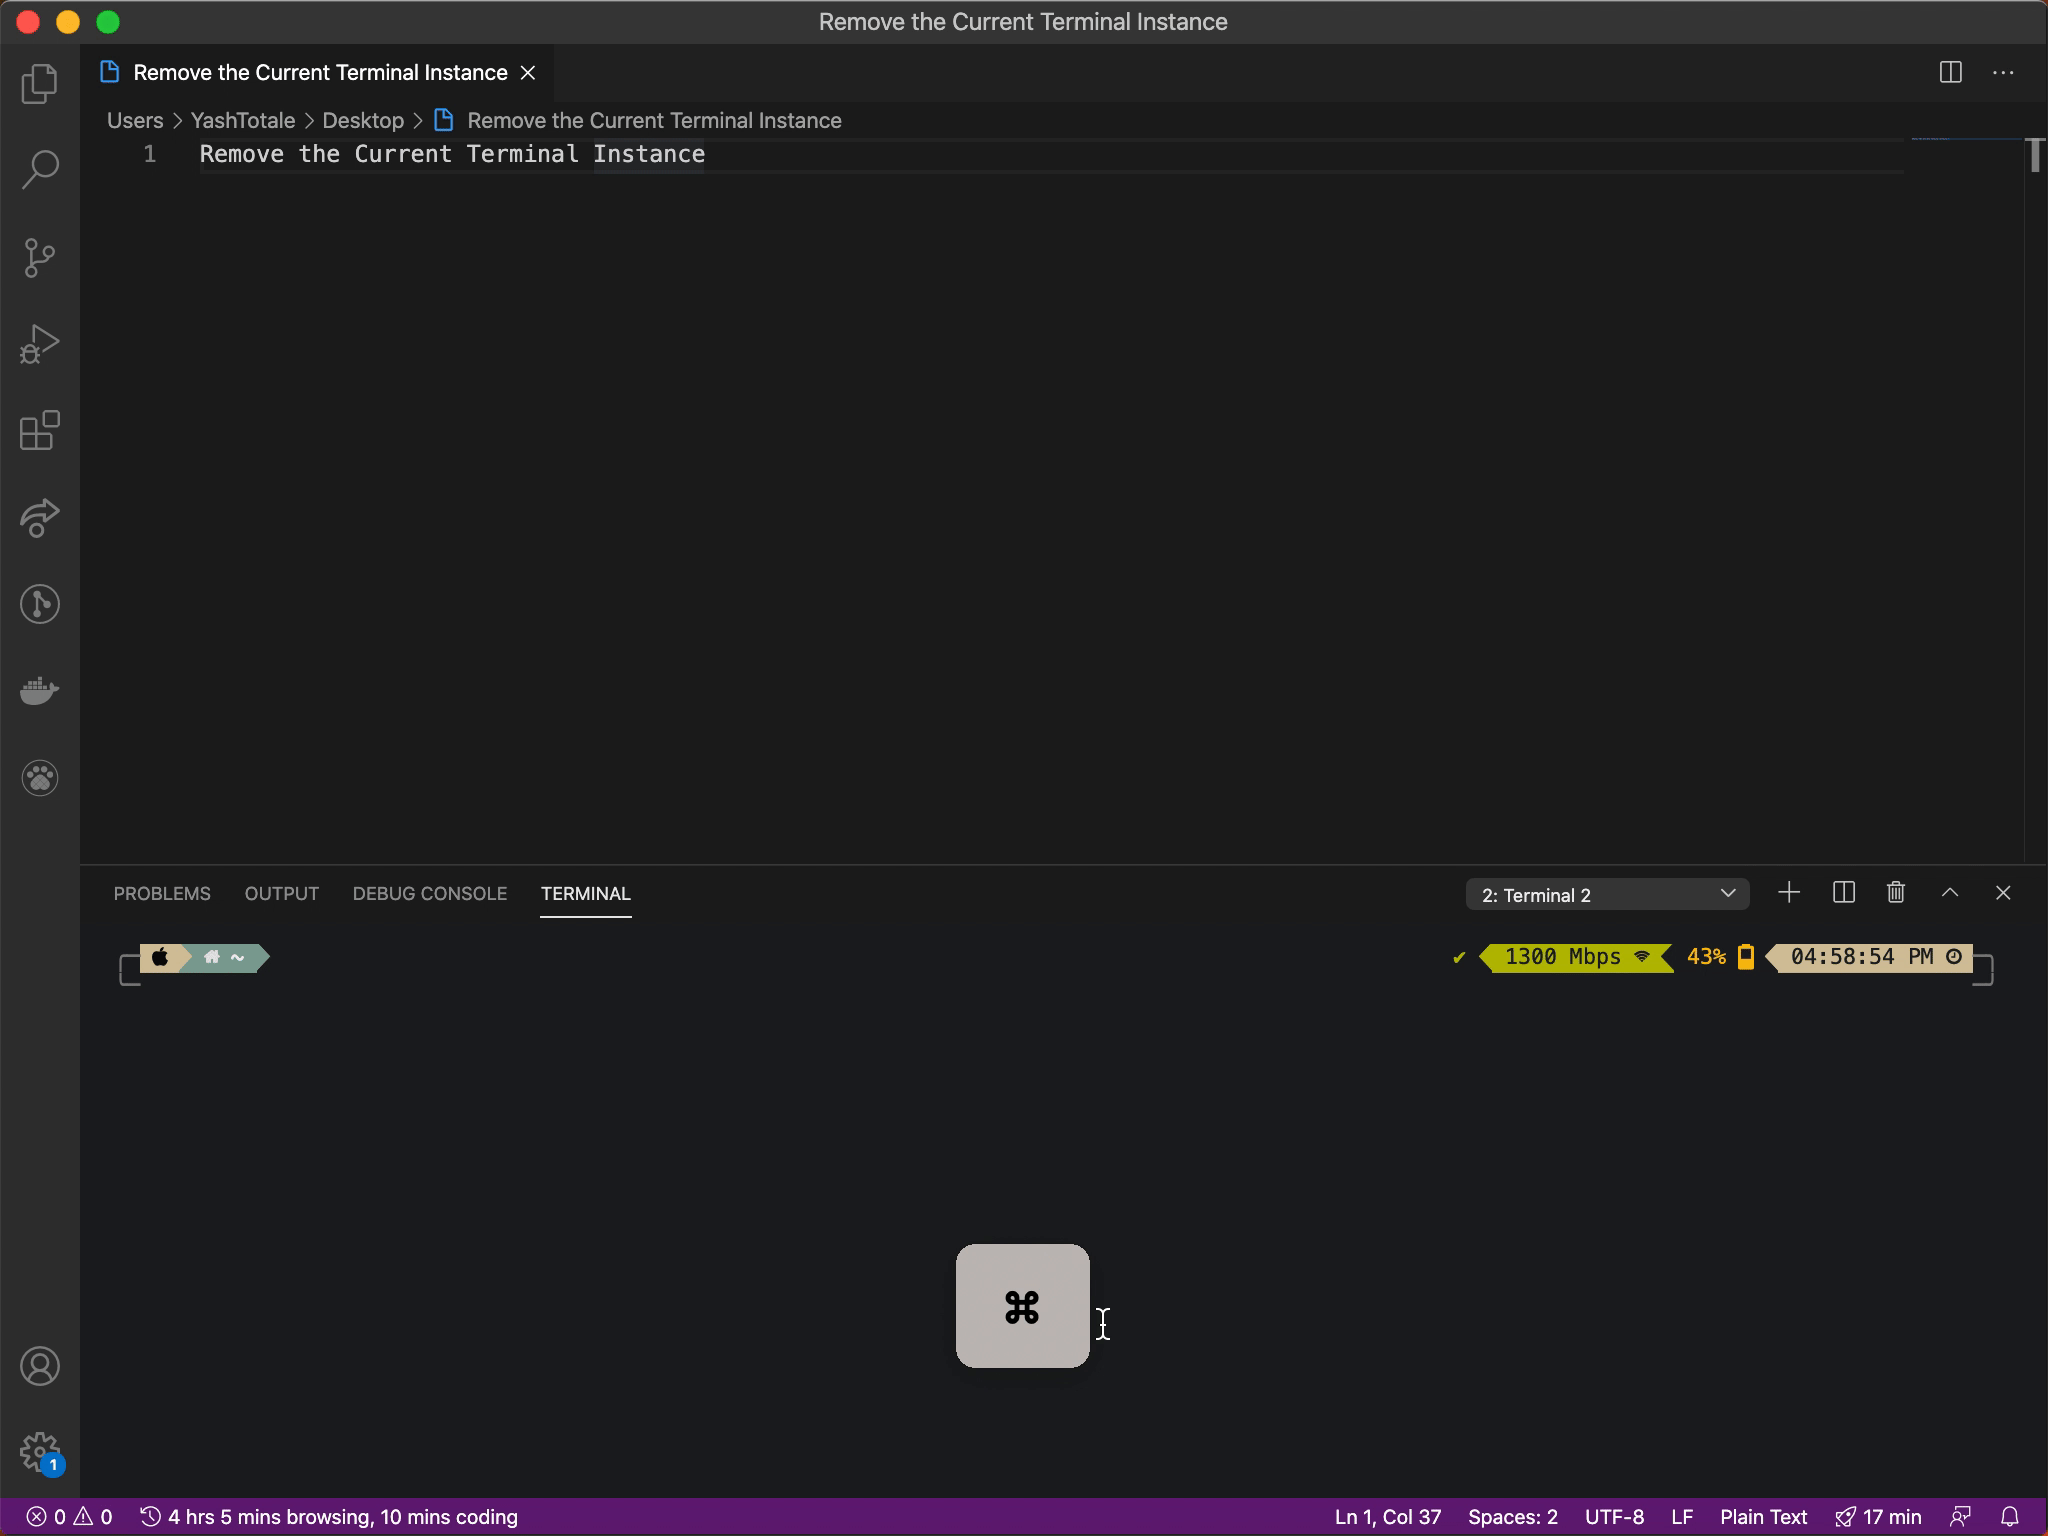 Remove the Current Terminal Instance
Remove the Current Terminal Instance
Users > YashTotale > Desktop > Remove the Current Terminal Instance
1 Remove the Current Terminal Instance
PROBLEMS OUTPUT DEBUG CONSOLE TERMINAL 2: Terminal 2
~ ✔ 1300 Mbps 43% 04:58:54 PM
⌘
1
0 0 4 hrs 5 mins browsing, 10 mins coding Ln 1, Col 37 Spaces: 2 UTF-8 LF Plain Text 17 min